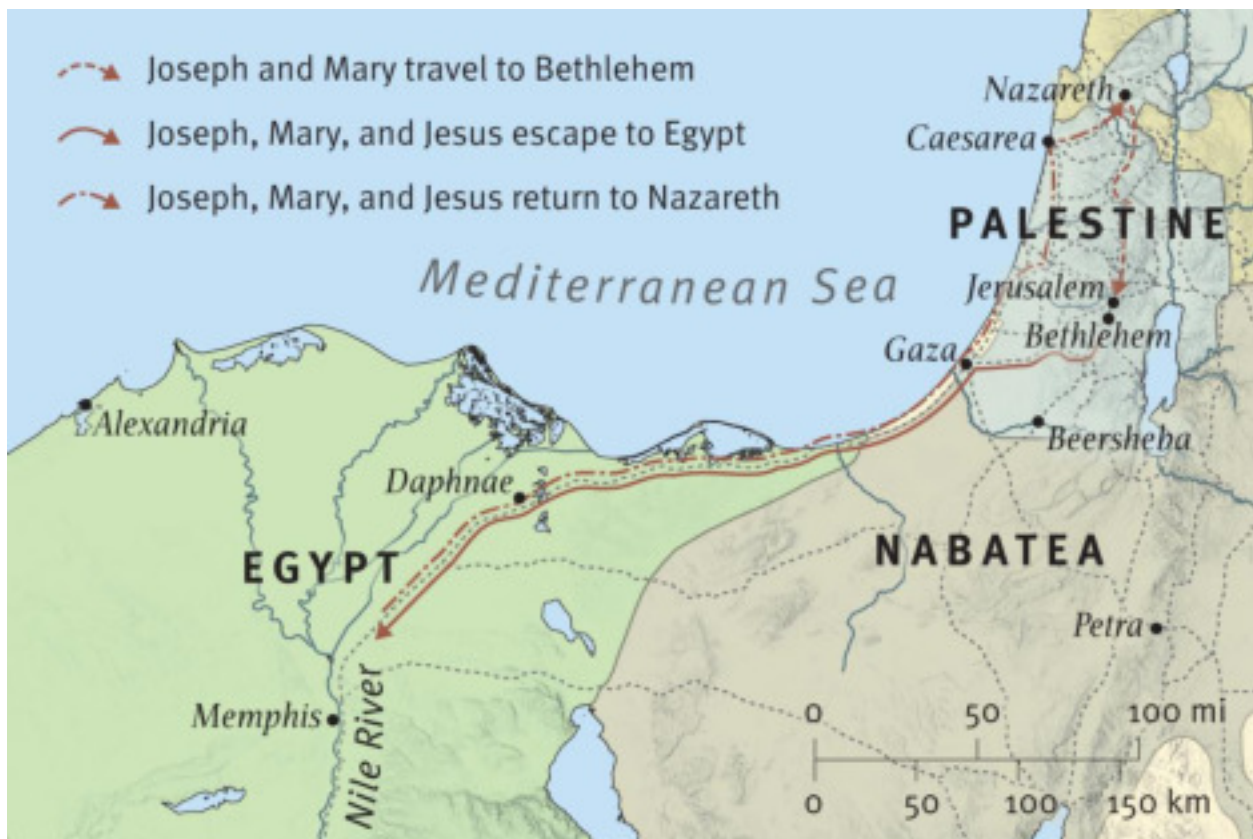 Joseph and Mary travel to Bethlehem
Joseph, Mary, and Jesus escape to Egypt
Joseph, Mary, and Jesus return to Nazareth
Nazareth
Caesarea
PALESTINE
Mediterranean Sea
Jerusalem
Bethlehem
Gaza
Alexandria
Beersheba
Daphnae
EGYPT
NABATEA
Petra
Memphis
Nile River
0 50 100 mi
0 50 100 150 km